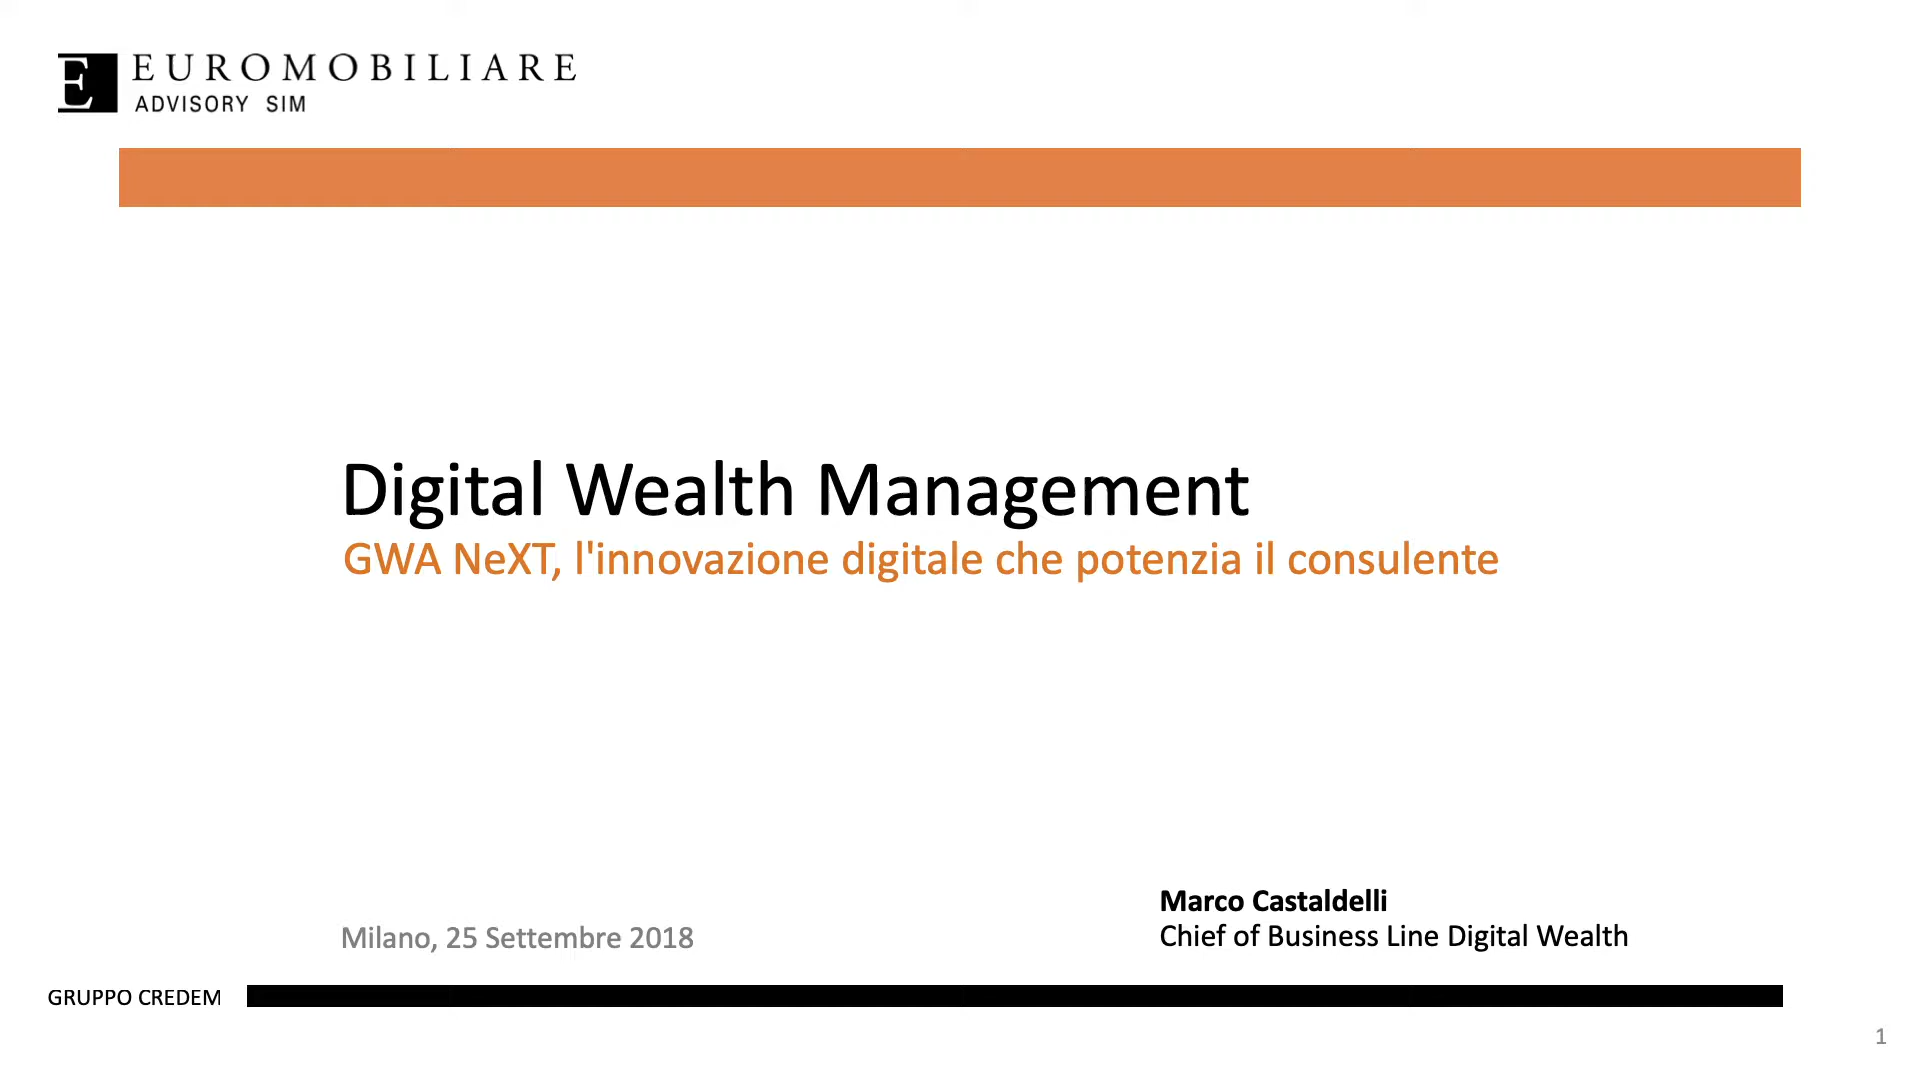 E EUROMOBILIARE
ADVISORY SIM
Digital Wealth Management
GWA NeXT, l'innovazione digitale che potenzia il consulente
Marco Castaldelli
Chief of Business Line Digital Wealth
Milano, 25 Settembre 2018
GRUPPO CREDEM
1